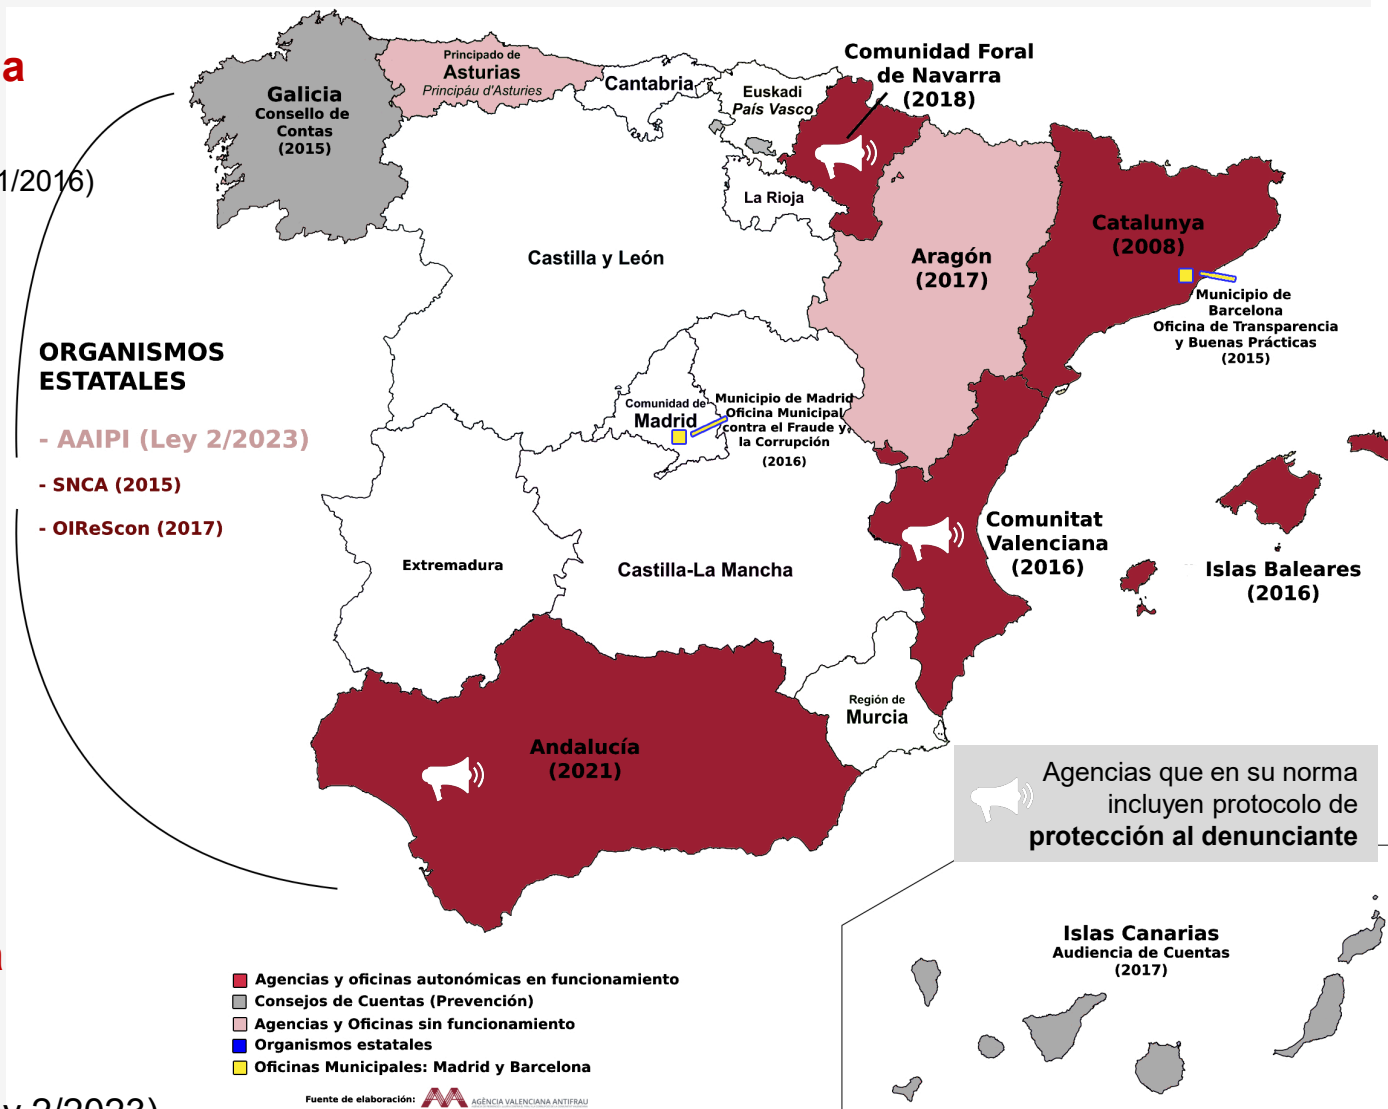 a
1/2016)
Galicia
Consello de
Contas
(2015)
Principado de
Asturias
Principáu d'Asturies
Cantabria
Euskadi
País Vasco
Comunidad Foral
de Navarra
(2018)
La Rioja
Castilla y León
Aragón
(2017)
Catalunya
(2008)
Municipio de
Barcelona
Oficina de Transparencia
y Buenas Prácticas
(2015)
ORGANISMOS
ESTATALES
- AAIPI (Ley 2/2023)
- SNCA (2015)
- OIReScon (2017)
Comunidad de
Madrid
Municipio de Madrid
Oficina Municipal
contra el Fraude y
la Corrupción
(2016)
Extremadura
Castilla-La Mancha
Comunitat
Valenciana
(2016)
Islas Baleares
(2016)
Región de
Murcia
Andalucía
(2021)
Agencias que en su norma
incluyen protocolo de
protección al denunciante
Islas Canarias
Audiencia de Cuentas
(2017)
Agencias y oficinas autonómicas en funcionamiento
Consejos de Cuentas (Prevención)
Agencias y Oficinas sin funcionamiento
Organismos estatales
Oficinas Municipales: Madrid y Barcelona
Fuente de elaboración:
AGÈNCIA VALENCIANA ANTIFRAU
y 2/2023)